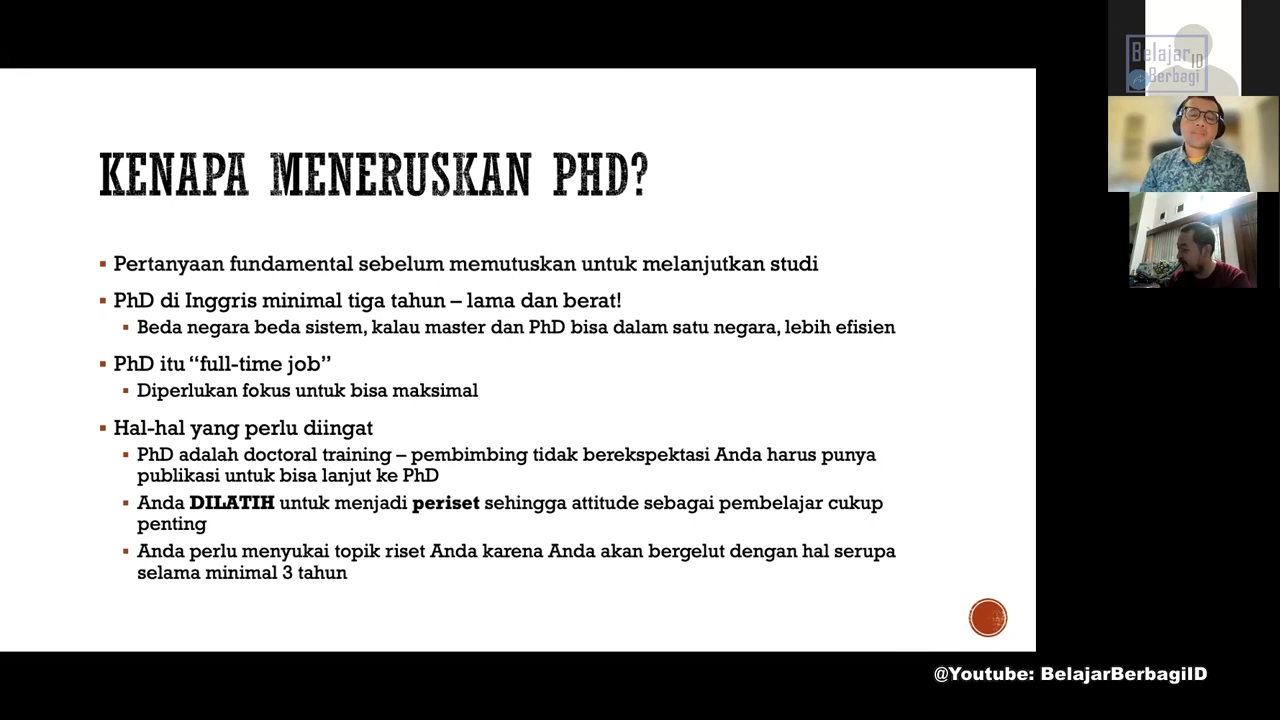 Belajar
ID
Berbagi
KENAPA MENERUSKAN PHD?
▪ Pertanyaan fundamental sebelum memutuskan untuk melanjutkan studi
▪ PhD di Inggris minimal tiga tahun – lama dan berat!
▪ Beda negara beda sistem, kalau master dan PhD bisa dalam satu negara, lebih efisien
▪ PhD itu “full-time job”
▪ Diperlukan fokus untuk bisa maksimal
▪ Hal-hal yang perlu diingat
▪ PhD adalah doctoral training – pembimbing tidak berekspektasi Anda harus punya
publikasi untuk bisa lanjut ke PhD
▪ Anda DILATIH untuk menjadi periset sehingga attitude sebagai pembelajar cukup
penting
▪ Anda perlu menyukai topik riset Anda karena Anda akan bergelut dengan hal serupa
selama minimal 3 tahun
@Youtube: BelajarBerbagiID